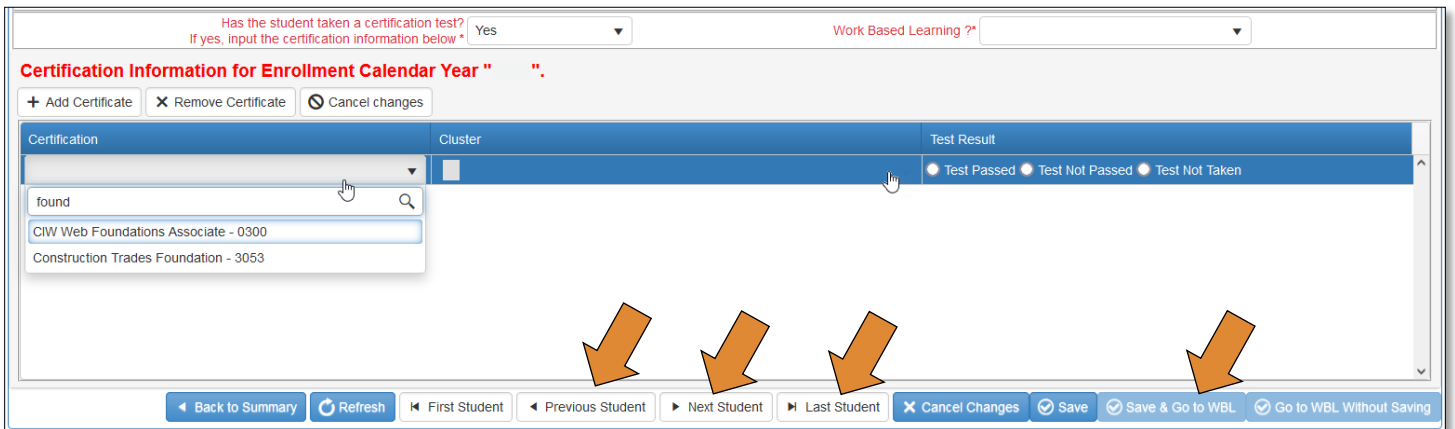 Has the student taken a certification test?
If yes, input the certification information below *
Yes
Work Based Learning ?*
Certification Information for Enrollment Calendar Year "      ".
+ Add Certificate
Remove Certificate
Cancel changes
Certification
Cluster
Test Result
Test Passed
Test Not Passed
Test Not Taken
found
CIW Web Foundations Associate - 0300
Construction Trades Foundation - 3053
Back to Summary
Refresh
First Student
Previous Student
Next Student
Last Student
Cancel Changes
Save
Save & Go to WBL
Go to WBL Without Saving